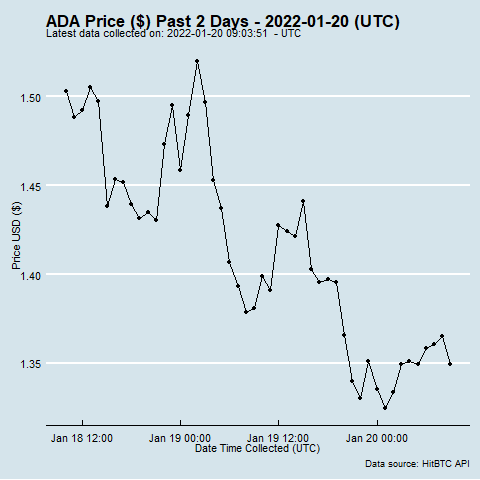 ADA Price ($) Past 2 Days - 2022-01-20 (UTC)
Latest data collected on: 2022-01-20 09:03:51 - UTC
1.50
1.45
1.40
1.35
Price USD ($)
Jan 18 12:00 Jan 19 00:00 Jan 19 12:00 Jan 20 00:00
Date Time Collected (UTC)
Data source: HitBTC API